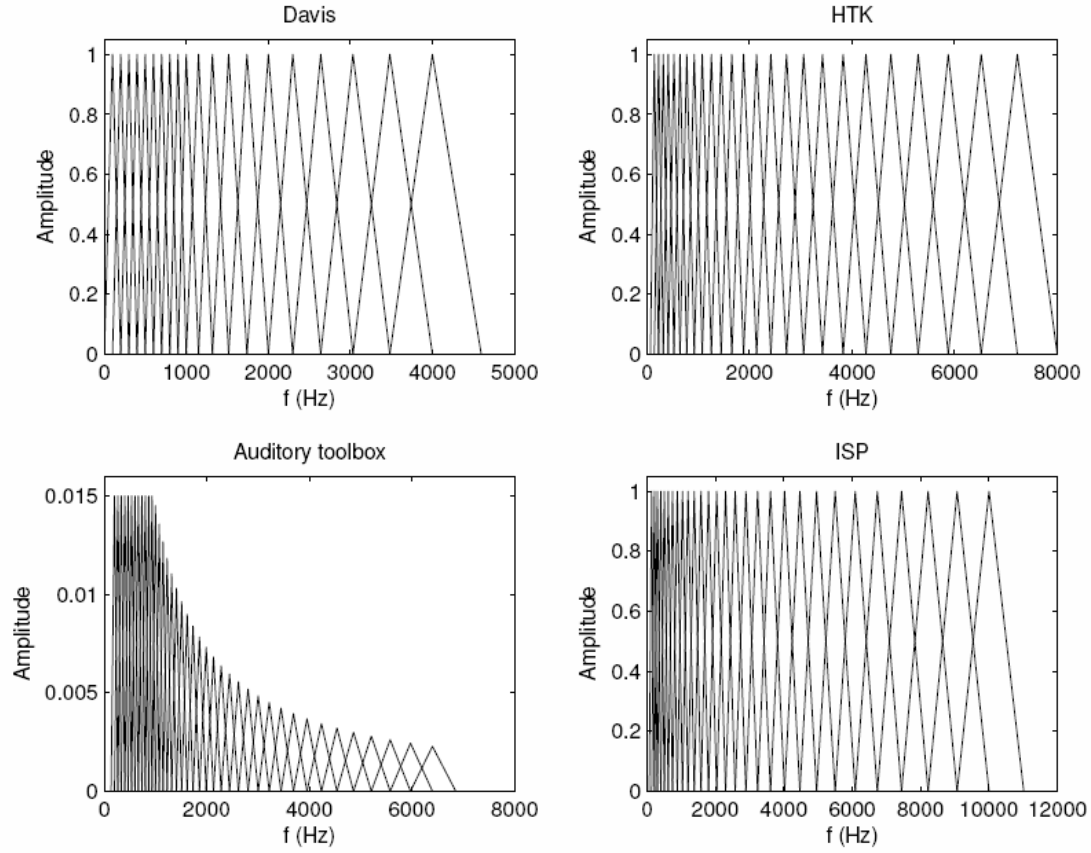 Davis
1
0.8
0.6
0.4
0.2
0
Amplitude
0 1000 2000 3000 4000 5000
f (Hz)
HTK
1
0.8
0.6
0.4
0.2
0
Amplitude
0 2000 4000 6000 8000
f (Hz)
Auditory toolbox
0.015
0.01
0.005
0
Amplitude
0 2000 4000 6000 8000
f (Hz)
ISP
1
0.8
0.6
0.4
0.2
0
Amplitude
0 2000 4000 6000 8000 10000 12000
f (Hz)